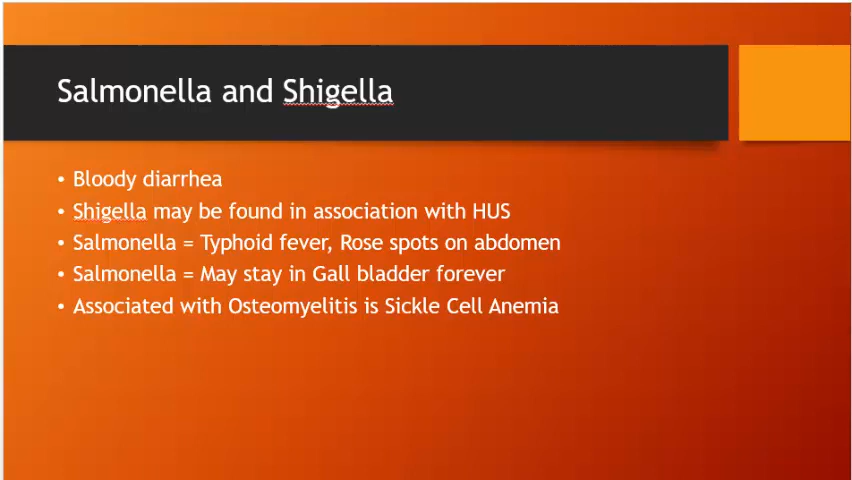 Salmonella and Shigella
• Bloody diarrhea
• Shigella may be found in association with HUS
• Salmonella = Typhoid fever, Rose spots on abdomen
• Salmonella = May stay in Gall bladder forever
• Associated with Osteomyelitis is Sickle Cell Anemia